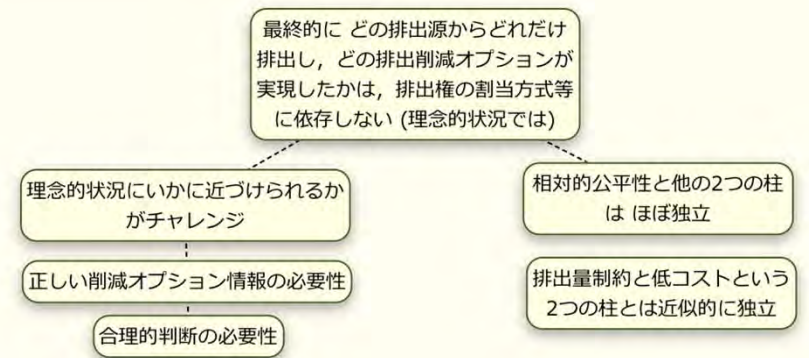 最終的に どの排出源からどれだけ
排出し，どの排出削減オプションが
実現したかは，排出権の割当方式等
に依存しない (理念的状況では)
理念的状況にいかに近づけられるか
がチャレンジ
正しい削減オプション情報の必要性
合理的判断の必要性
相対的公平性と他の2つの柱
は ほぼ独立
排出量制約と低コストという
2つの柱とは近似的に独立